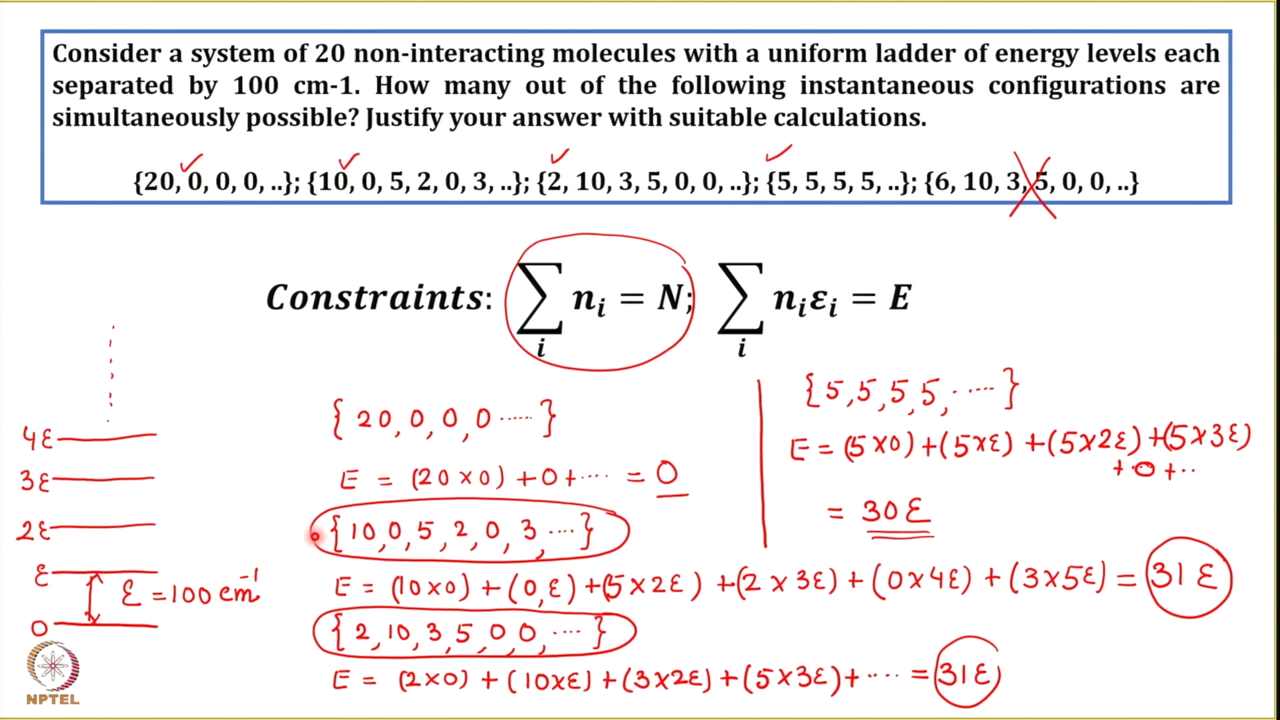 Consider a system of 20 non-interacting molecules with a uniform ladder of energy levels each
separated by 100 cm-1. How many out of the following instantaneous configurations are
simultaneously possible? Justify your answer with suitable calculations.
{20, 0, 0, 0, ..}; {10, 0, 5, 2, 0, 3, ..}; {2, 10, 3, 5, 0, 0, ..}; {5, 5, 5, 5, ..}; {6, 10, 3, 5, 0, 0, ..}
Constraints: ∑i ni = N; ∑i niεi = E
4ε
3ε
2ε
ε
ε = 100 cm⁻¹
0
{ 20, 0, 0, 0 ····· }
E = (20 × 0) + 0 + ···· = 0
{ 10, 0, 5, 2, 0, 3, ···· }
E = (10×0) + (0, ε) + (5 × 2ε) + (2 × 3ε) + (0 × 4ε) + (3 × 5ε) = 31 ε
{ 2, 10, 3, 5, 0, 0, ···· }
E = (2×0) + (10×ε) + (3×2ε) + (5×3ε) + ···· = 31ε
{ 5, 5, 5, 5, ····· }
E = (5×0) + (5×ε) + (5×2ε) + (5×3ε)
+ 0 + ··
= 30 ε
NPTEL